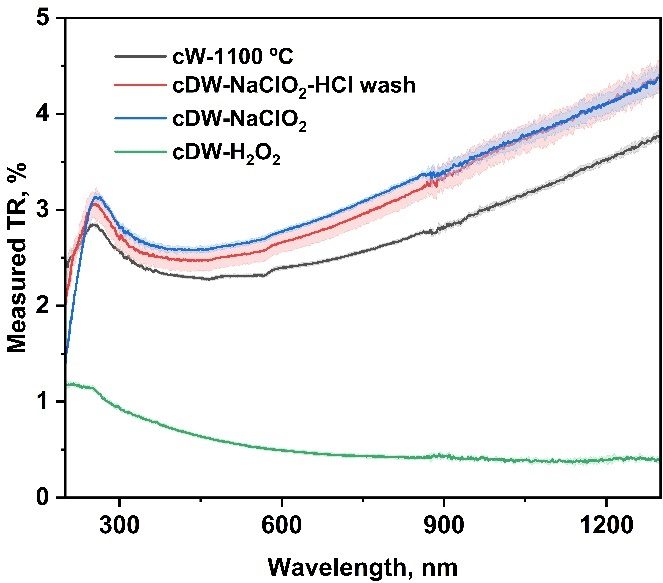 5
4
3
2
1
0
Measured TR, %
cW-1100 ºC
cDW-NaClO₂-HCl wash
cDW-NaClO₂
cDW-H₂O₂
300 600 900 1200
Wavelength, nm